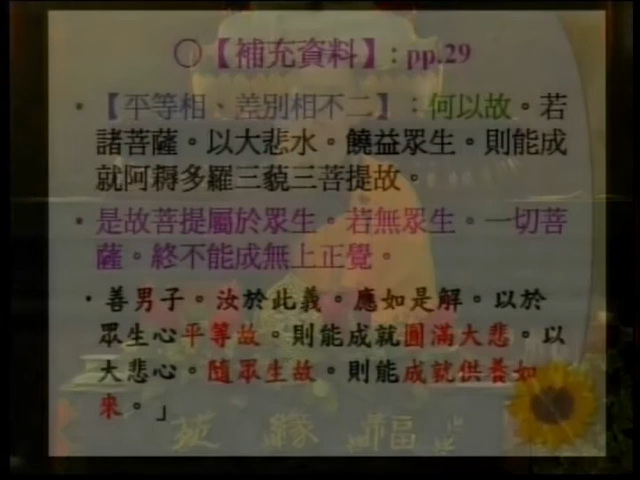 ○【補充資料】: pp.29
·【平等相、差別相不二】:何以故。若
諸菩薩。以大悲水。饒益眾生。則能成
就阿耨多羅三藐三菩提故。
·是故菩提屬於眾生。若無眾生。一切菩
薩。終不能成無上正覺。
·善男子。汝於此義。應如是解。以於
眾生心平等故。則能成就圓滿大悲。以
大悲心。隨眾生故。則能成就供養如
來。」
緣 福